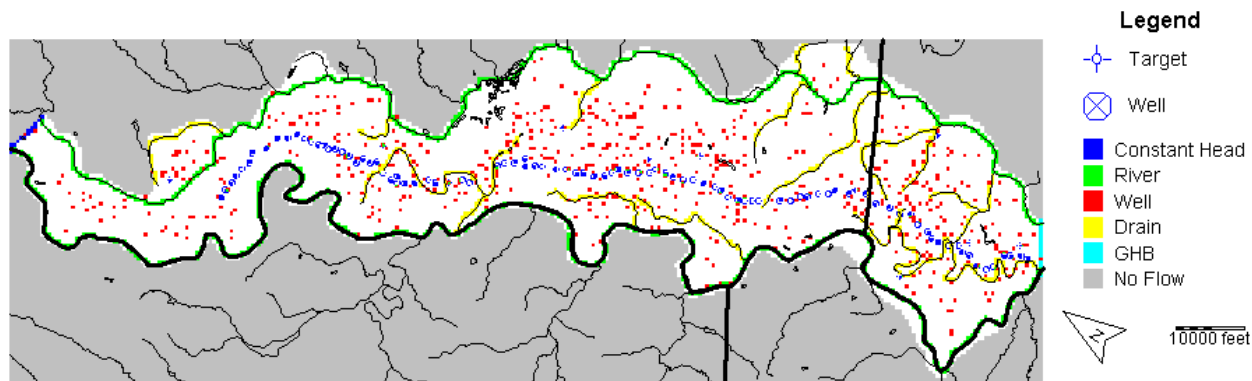 Legend
Target
Well
Constant Head
River
Well
Drain
GHB
No Flow
N
10000 feet